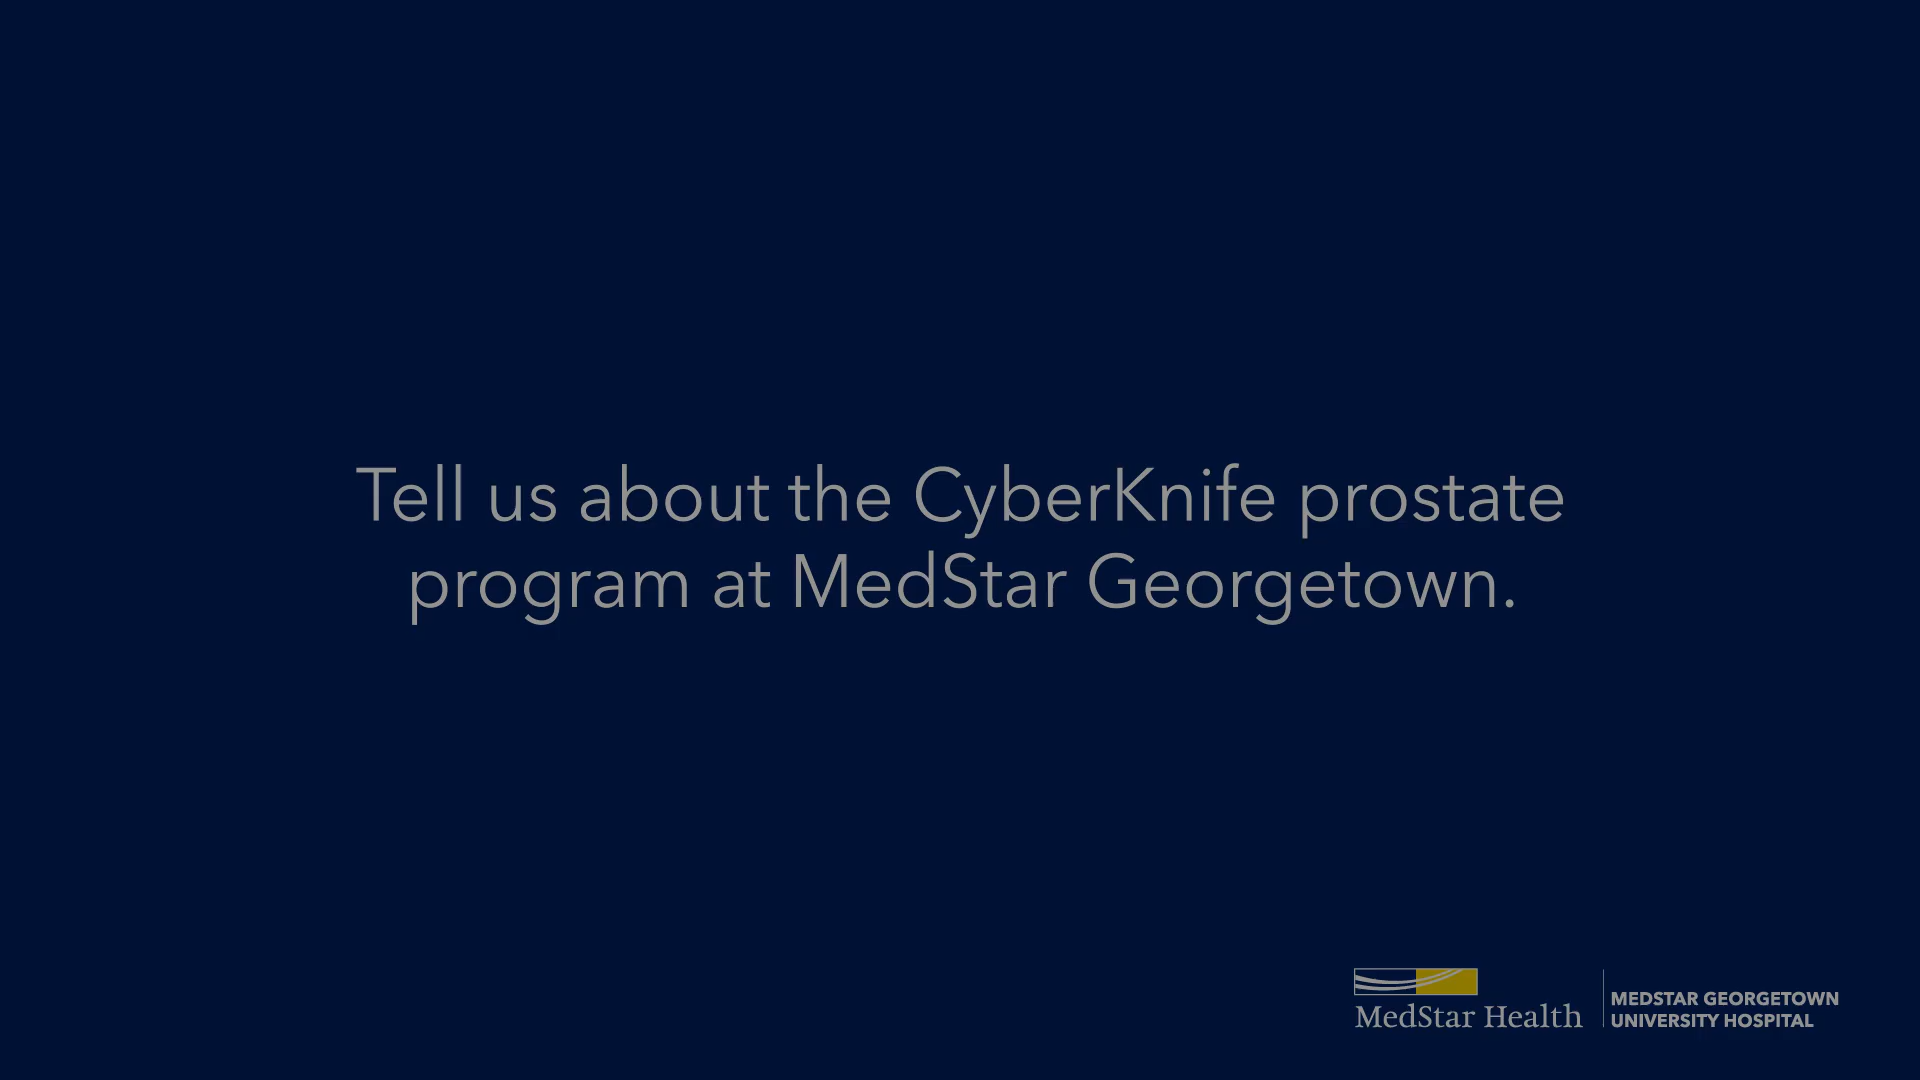 Tell us about the CyberKnife prostate
program at MedStar Georgetown.
MedStar Health
MEDSTAR GEORGETOWN
UNIVERSITY HOSPITAL